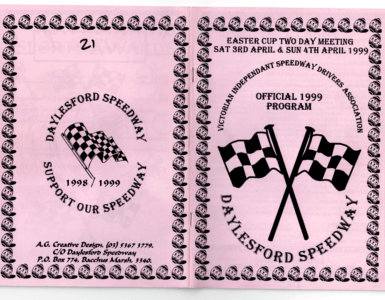 21
DAYLESFORD SPEEDWAY
1998 / 1999
SUPPORT OUR SPEEDWAY
A.G. Creative Design. (03) 5367 3779.
C/O Daylesford Speedway
P.O. Box 774, Bacchus Marsh. 3340.
EASTER CUP TWO DAY MEETING
SAT 3RD APRIL & SUN 4TH APRIL 1999
VICTORIAN INDEPENDANT SPEEDWAY DRIVERS ASSOCIATION
OFFICIAL 1999
PROGRAM
DAYLESFORD SPEEDWAY